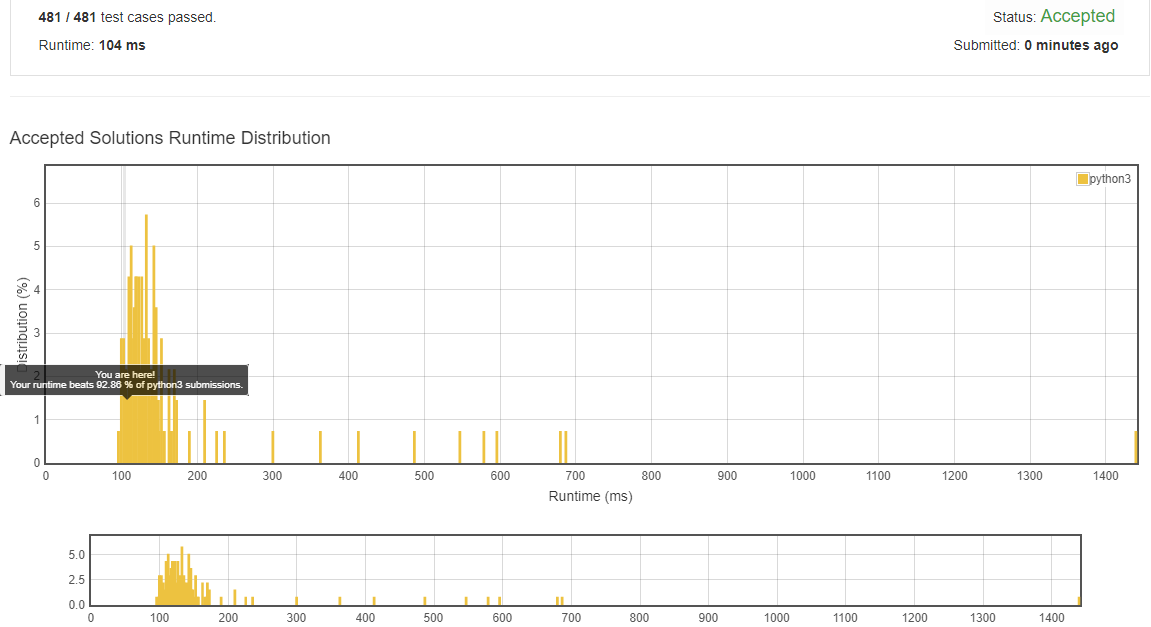 481 / 481 test cases passed.
Status: Accepted
Runtime: 104 ms
Submitted: 0 minutes ago
Accepted Solutions Runtime Distribution
python3
6
5
4
3
2
1
0
Distribution (%)
You are here!
Your runtime beats 92.86 % of python3 submissions.
0 100 200 300 400 500 600 700 800 900 1000 1100 1200 1300 1400
Runtime (ms)
5.0
2.5
0.0
0 100 200 300 400 500 600 700 800 900 1000 1100 1200 1300 1400